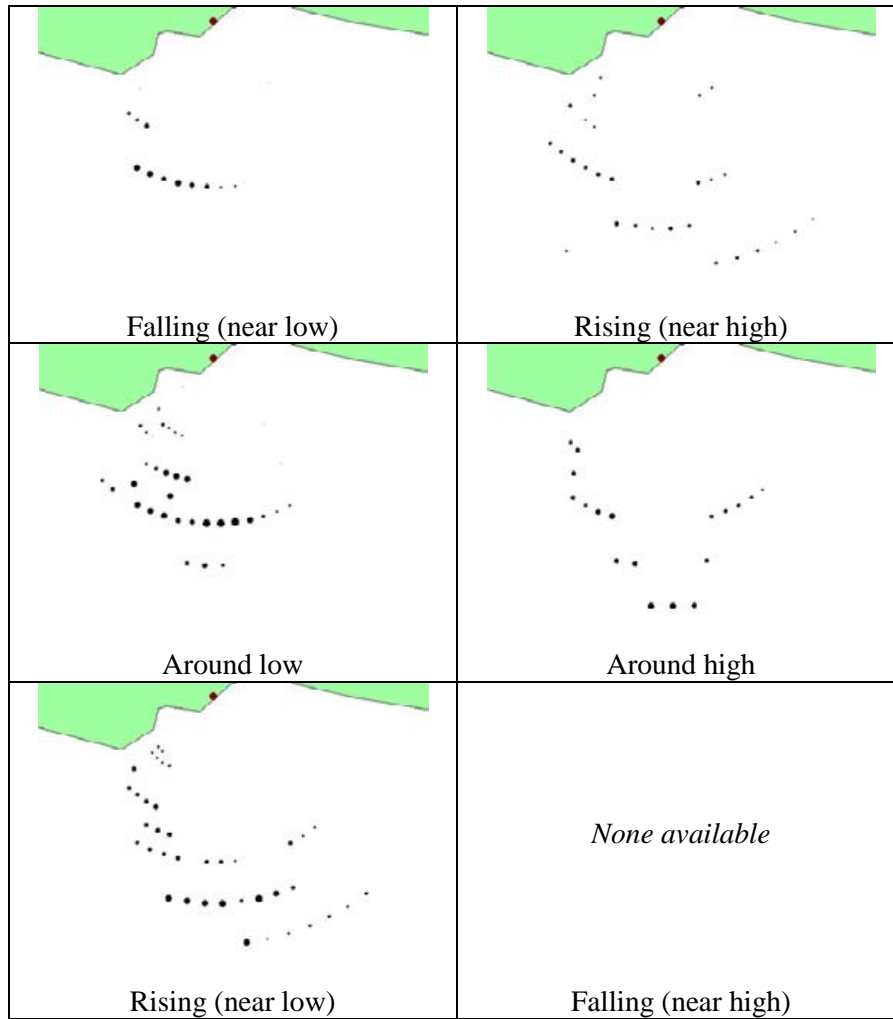 Falling (near low)
Rising (near high)
Around low
Around high
Rising (near low)
None available
Falling (near high)